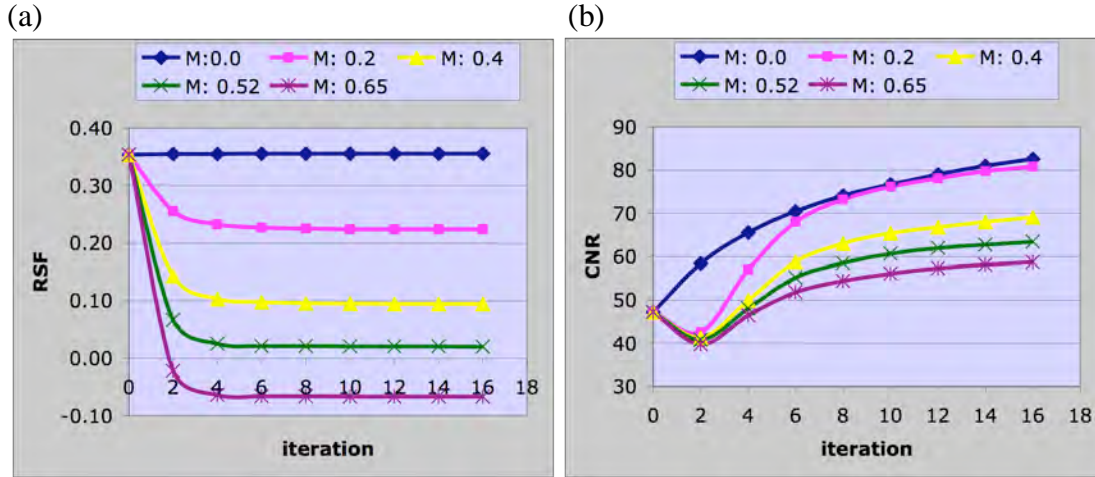 (a)
M:0.0 M: 0.2 M: 0.4
M: 0.52 M: 0.65
0.40
0.30
0.20
0.10
0.00
-0.10
RSF
0 2 4 6 8 10 12 14 16 18
iteration
(b)
M: 0.0 M: 0.2 M: 0.4
M: 0.52 M: 0.65
90
80
70
60
50
40
30
CNR
0 2 4 6 8 10 12 14 16 18
iteration